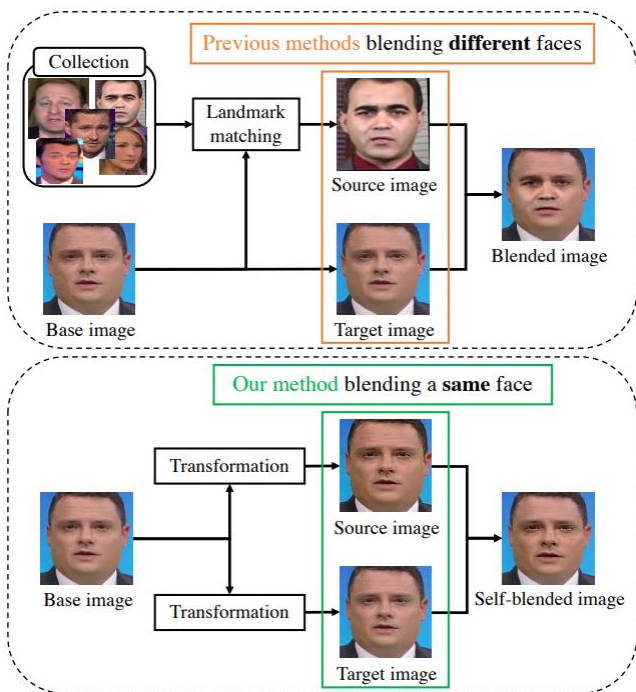 Previous methods blending different faces
Collection
Landmark
matching
Source image
Blended image
Base image
Target image
Our method blending a same face
Transformation
Source image
Base image
Self-blended image
Transformation
Target image